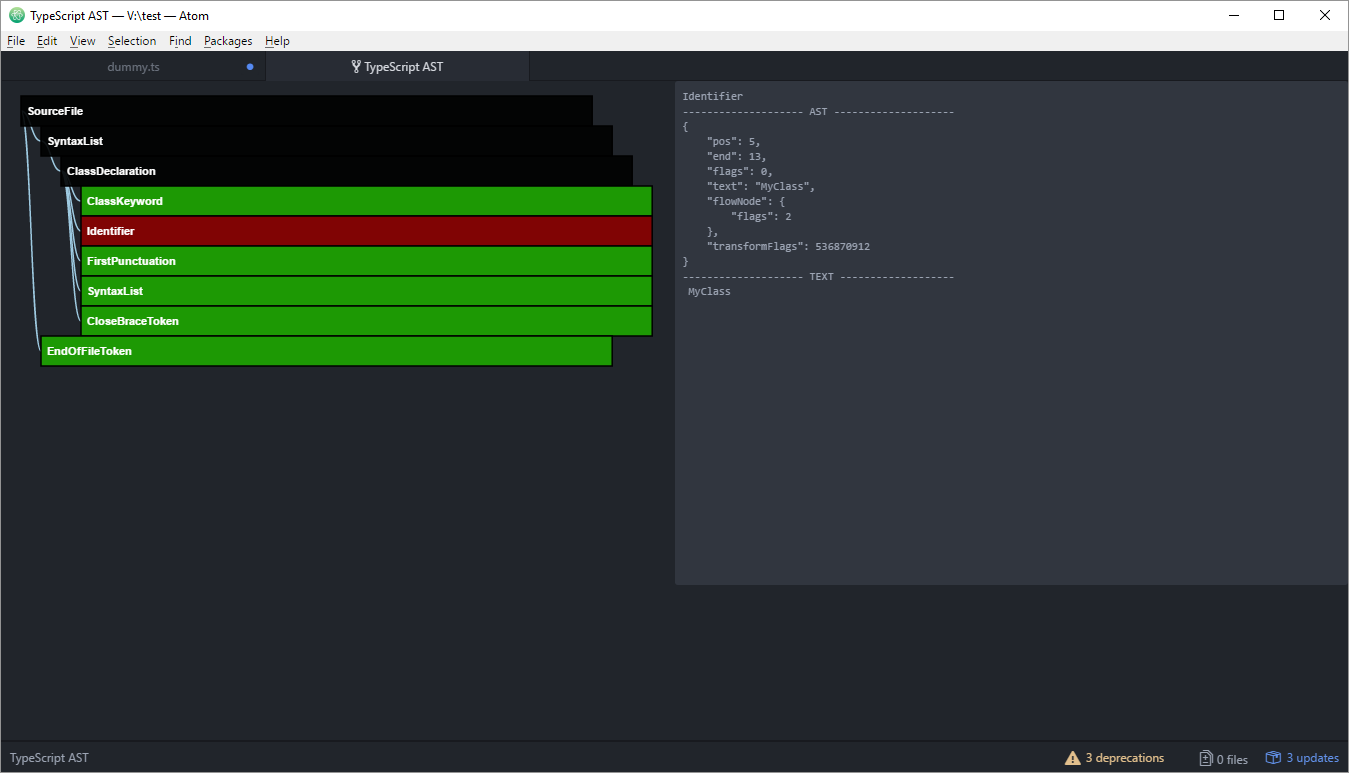 TypeScript AST — V:\test — Atom
File Edit View Selection Find Packages Help
dummy.ts TypeScript AST
SourceFile
SyntaxList
ClassDeclaration
ClassKeyword
Identifier
FirstPunctuation
SyntaxList
CloseBraceToken
EndOfFileToken
Identifier
-------------------- AST --------------------
{
    "pos": 5,
    "end": 13,
    "flags": 0,
    "text": "MyClass",
    "flowNode": {
        "flags": 2
    },
    "transformFlags": 536870912
}
-------------------- TEXT -------------------
 MyClass
TypeScript AST 3 deprecations 0 files 3 updates